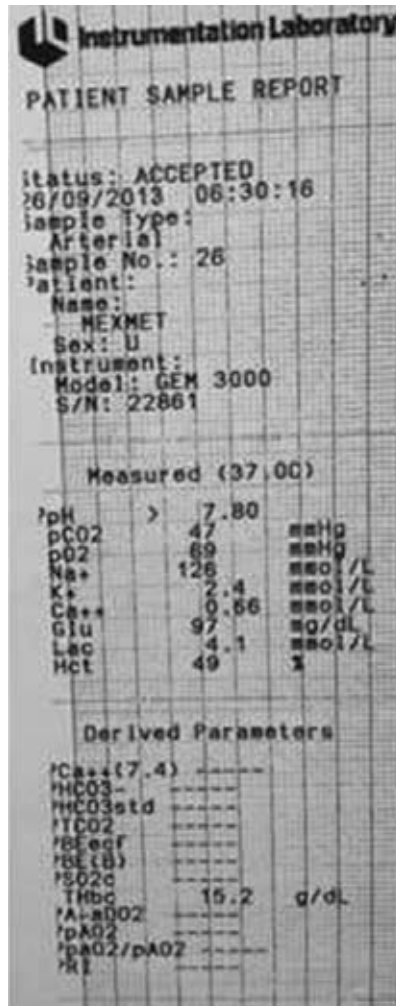 Instrumentation Laboratory
PATIENT SAMPLE REPORT
Status: ACCEPTED
26/09/2013 06:30:16
Sample Type:
Arterial
Sample No.: 26
Patient:
Name:
MEXMET
Sex: U
Instrument:
Model: GEM 3000
S/N: 22861
Measured (37.0C)
?pH > 7.80
pCO2 47 mmHg
pO2 69 mmHg
Na+ 126 mmol/L
K+ 2.4 mmol/L
Ca++ 0.66 mmol/L
Glu 97 mg/dL
Lac 4.1 mmol/L
Hct 49 %
Derived Parameters
?Ca++(7.4) -----
?HCO3- -----
?HCO3std -----
?TCO2 -----
?BEecf -----
?BE(B) -----
?SO2c -----
THbc 15.2 g/dL
?A-aDO2 -----
?pAO2 -----
?paO2/pAO2 -----
?RI -----